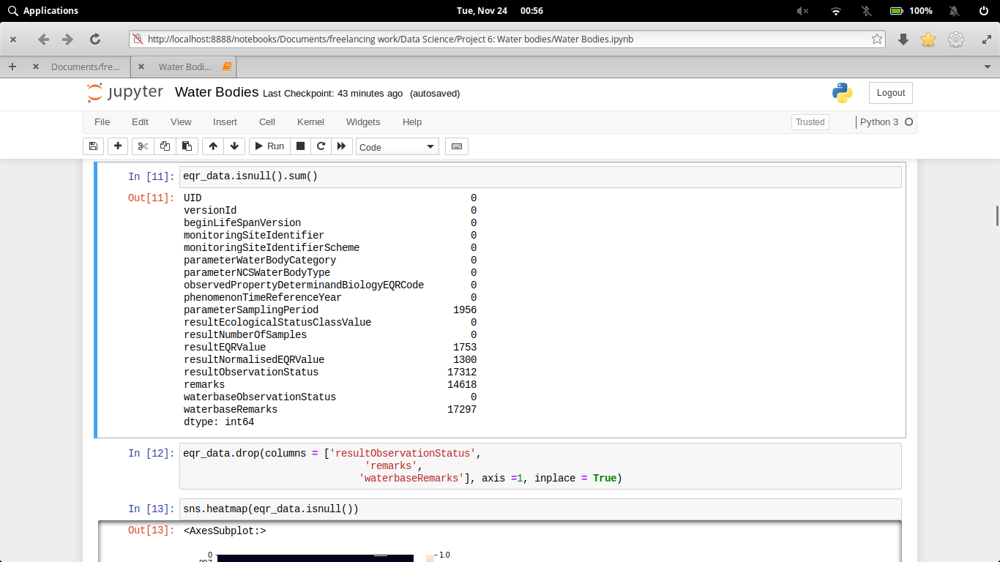 Applications
Tue, Nov 24 00:56
100%
http://localhost:8888/notebooks/Documents/freelancing work/Data Science/Project 6: Water bodies/Water Bodies.ipynb
Documents/fre...
Water Bodi...
jupyter Water Bodies Last Checkpoint: 43 minutes ago (autosaved)
Logout
File Edit View Insert Cell Kernel Widgets Help
Trusted
Python 3
Run
Code
In [11]: eqr_data.isnull().sum()
Out[11]: UID 0
versionId 0
beginLifeSpanVersion 0
monitoringSiteIdentifier 0
monitoringSiteIdentifierScheme 0
parameterWaterBodyCategory 0
parameterNCSWaterBodyType 0
observedPropertyDeterminandBiologyEQRCode 0
phenomenonTimeReferenceYear 0
parameterSamplingPeriod 1956
resultEcologicalStatusClassValue 0
resultNumberOfSamples 0
resultEQRValue 1753
resultNormalisedEQRValue 1300
resultObservationStatus 17312
remarks 14618
waterbaseObservationStatus 0
waterbaseRemarks 17297
dtype: int64
In [12]: eqr_data.drop(columns = ['resultObservationStatus',
'remarks',
'waterbaseRemarks'], axis =1, inplace = True)
In [13]: sns.heatmap(eqr_data.isnull())
Out[13]: <AxesSubplot:>
0
1.0